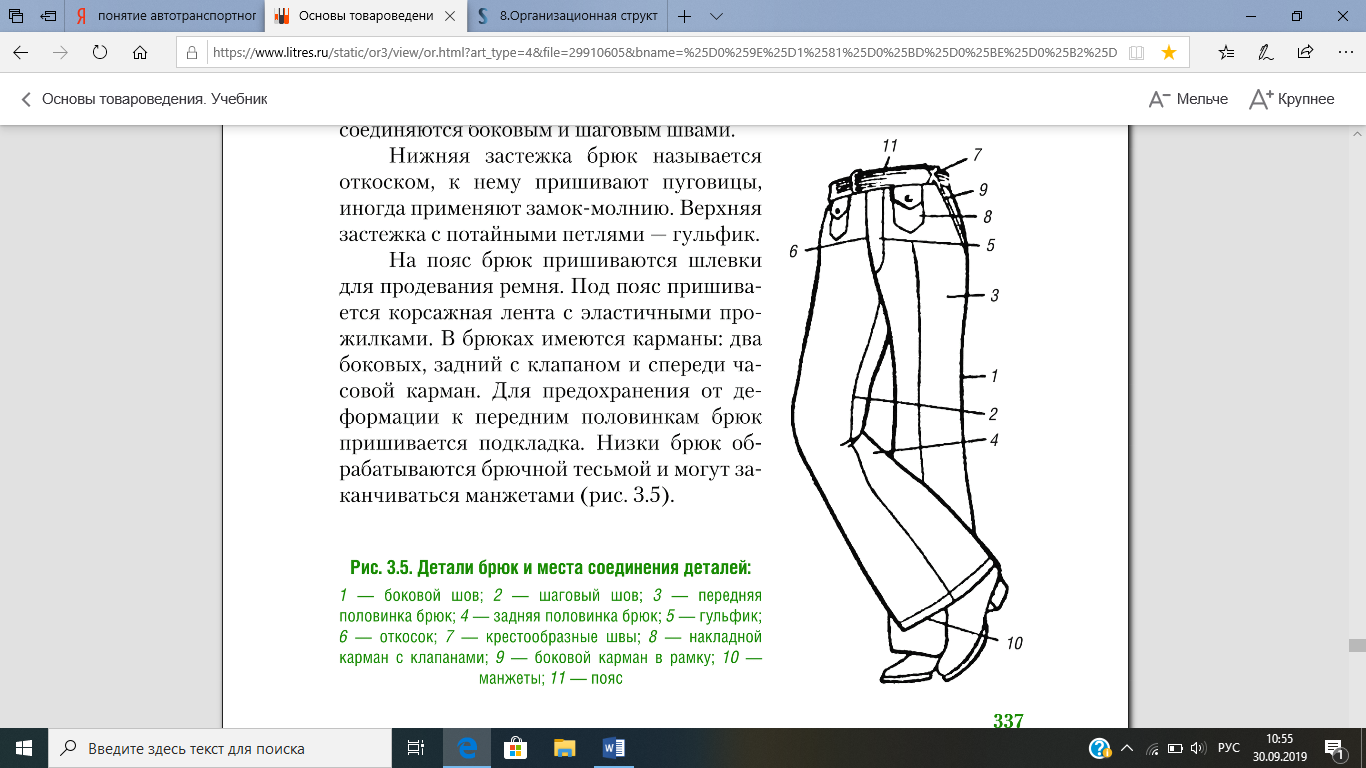 понятие автотранспортног
Основы товароведени
8.Организационная структ
https://www.litres.ru/static/or3/view/or.html?art_type=4&file=29910605&bname=%25D0%259E%25D1%2581%25D0%25BD%25D0%25BE%25D0%25B2%25D
Основы товароведения. Учебник
Мельче
Крупнее
соединяются боковым и шаговым швами.
Нижняя застежка брюк называется
откоском, к нему пришивают пуговицы,
иногда применяют замок-молнию. Верхняя
застежка с потайными петлями — гульфик.
На пояс брюк пришиваются шлевки
для продевания ремня. Под пояс пришива-
ется корсажная лента с эластичными про-
жилками. В брюках имеются карманы: два
боковых, задний с клапаном и спереди ча-
совой карман. Для предохранения от де-
формации к передним половинкам брюк
пришивается подкладка. Низки брюк об-
рабатываются брючной тесьмой и могут за-
канчиваться манжетами (рис. 3.5).
Рис. 3.5. Детали брюк и места соединения деталей:
1 — боковой шов; 2 — шаговый шов; 3 — передняя
половинка брюк; 4 — задняя половинка брюк; 5 — гульфик;
6 — откосок; 7 — крестообразные швы; 8 — накладной
карман с клапанами; 9 — боковой карман в рамку; 10 —
манжеты; 11 — пояс
11
7
9
8
6
5
3
1
2
4
10
337
Введите здесь текст для поиска
РУС
10:55
30.09.2019
1